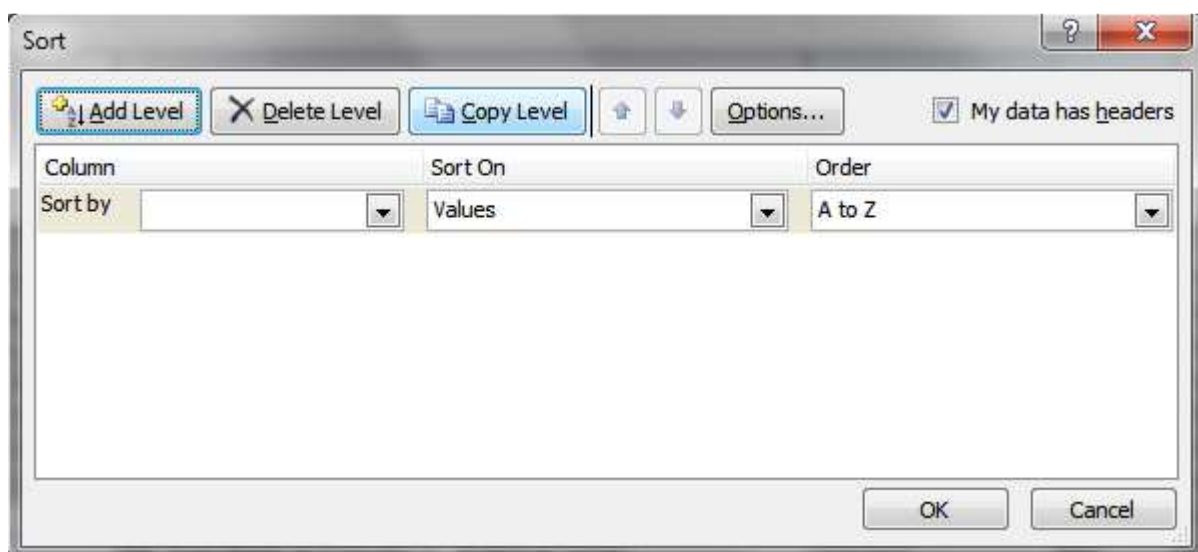 Sort
Add Level Delete Level Copy Level Options... My data has headers
Column Sort On Order
Sort by Values A to Z
OK Cancel